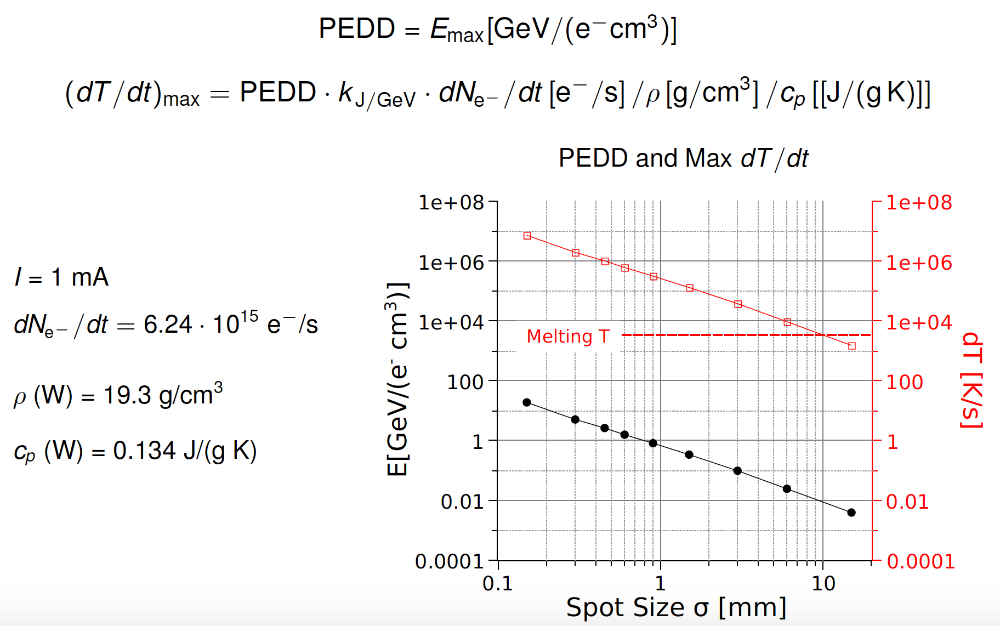 PEDD = E_max[GeV/(e⁻cm³)]
(dT/dt)_max = PEDD · k_J/GeV · dN_e⁻/dt [e⁻/s] /ρ [g/cm³] /c_p [[J/(g K)]]
PEDD and Max dT/dt
I = 1 mA
dN_e⁻/dt = 6.24 · 10¹⁵ e⁻/s
ρ (W) = 19.3 g/cm³
c_p (W) = 0.134 J/(g K)
E[GeV/(e⁻ cm³)]
1e+08
1e+06
1e+04
100
1
0.01
0.0001
Melting T
1e+08
1e+06
1e+04
100
1
0.01
0.0001
dT [K/s]
0.1
1
10
Spot Size σ [mm]